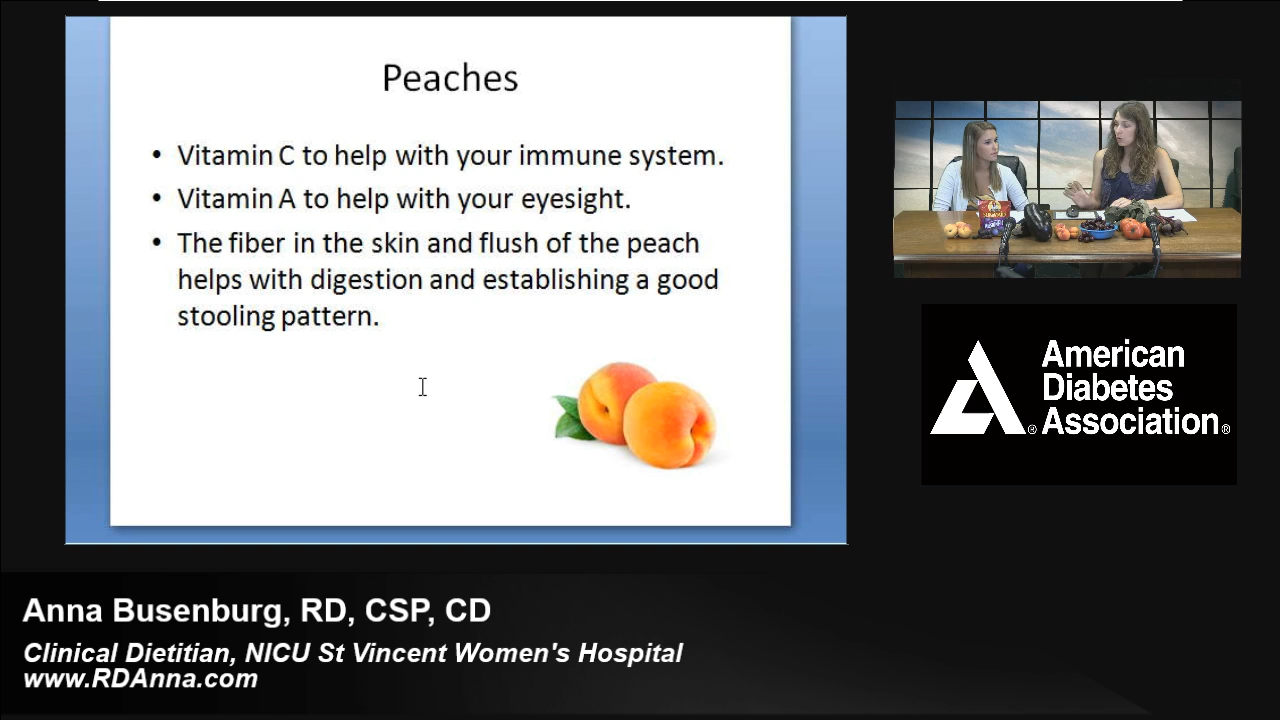 Peaches
• Vitamin C to help with your immune system.
• Vitamin A to help with your eyesight.
• The fiber in the skin and flush of the peach
helps with digestion and establishing a good
stooling pattern.
American
Diabetes
Association®
Anna Busenburg, RD, CSP, CD
Clinical Dietitian, NICU St Vincent Women's Hospital
www.RDAnna.com